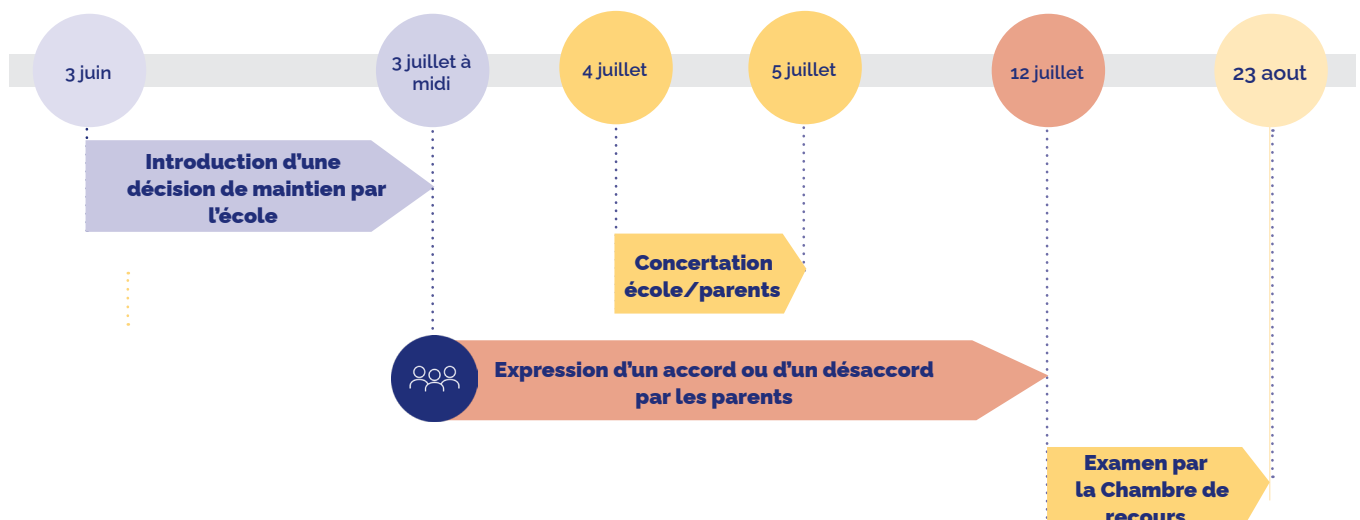 3 juin
3 juillet à
midi
4 juillet
5 juillet
12 juillet
23 aout
Introduction d'une
décision de maintien par
l'école
Concertation
école/parents
Expression d'un accord ou d'un désaccord
par les parents
Examen par
la Chambre de
recours